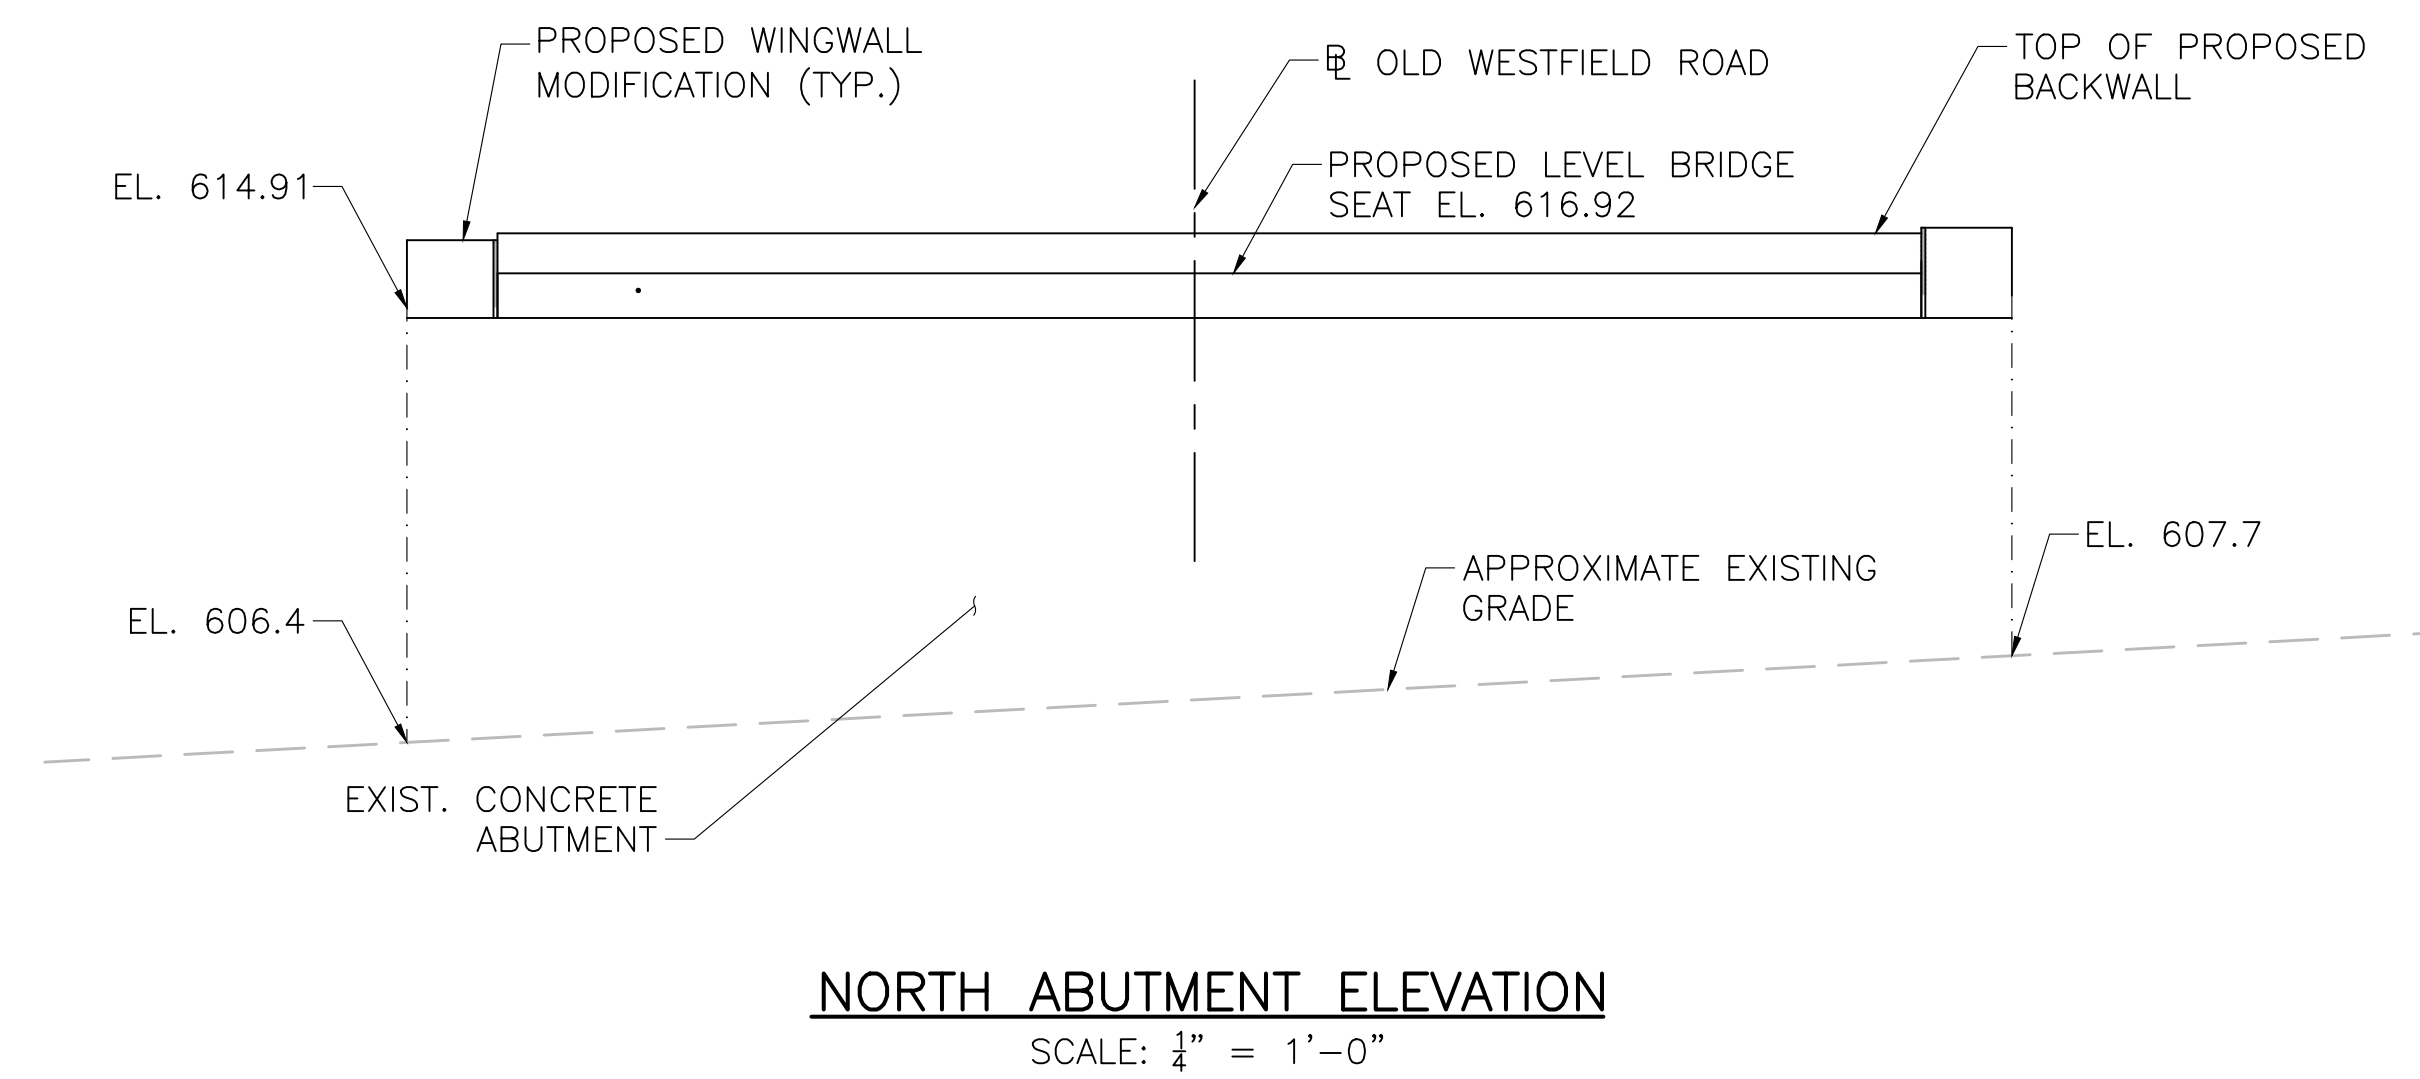 PROPOSED WINGWALL
MODIFICATION (TYP.)
BL OLD WESTFIELD ROAD
TOP OF PROPOSED
BACKWALL
PROPOSED LEVEL BRIDGE
SEAT EL. 616.92
EL. 614.91
EL. 607.7
APPROXIMATE EXISTING
GRADE
EL. 606.4
EXIST. CONCRETE
ABUTMENT
NORTH ABUTMENT ELEVATION
SCALE: 1/4” = 1’-0”